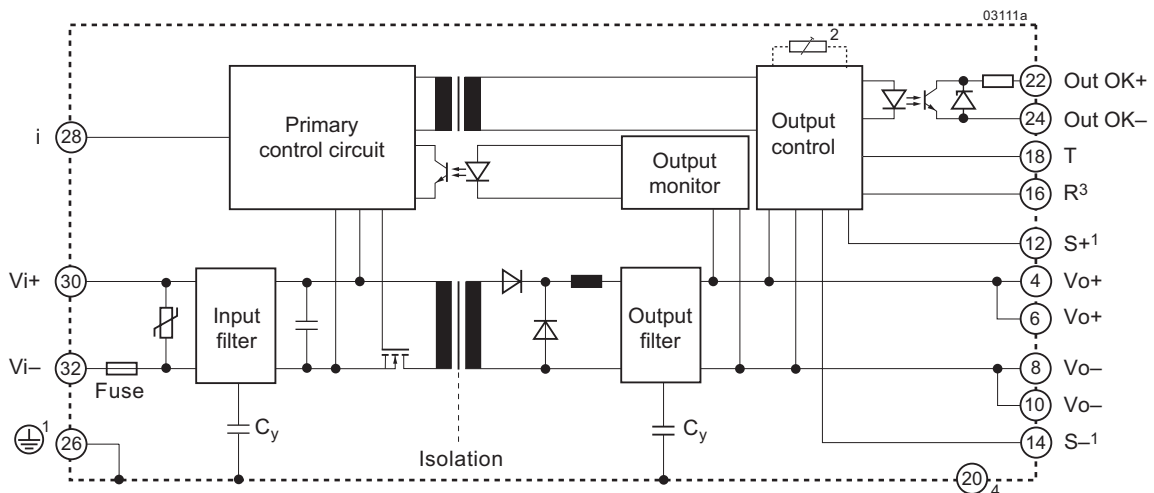 03111a
2
22 Out OK+
24 Out OK–
i 28
Primary
control circuit
Output
control
Output
monitor
18 T
16 R3
12 S+1
Vi+ 30
4 Vo+
Input
filter
Output
filter
6 Vo+
Vi– 32
Fuse
8 Vo–
10 Vo–
1
26
Cy
Cy
14 S–1
Isolation
20 4